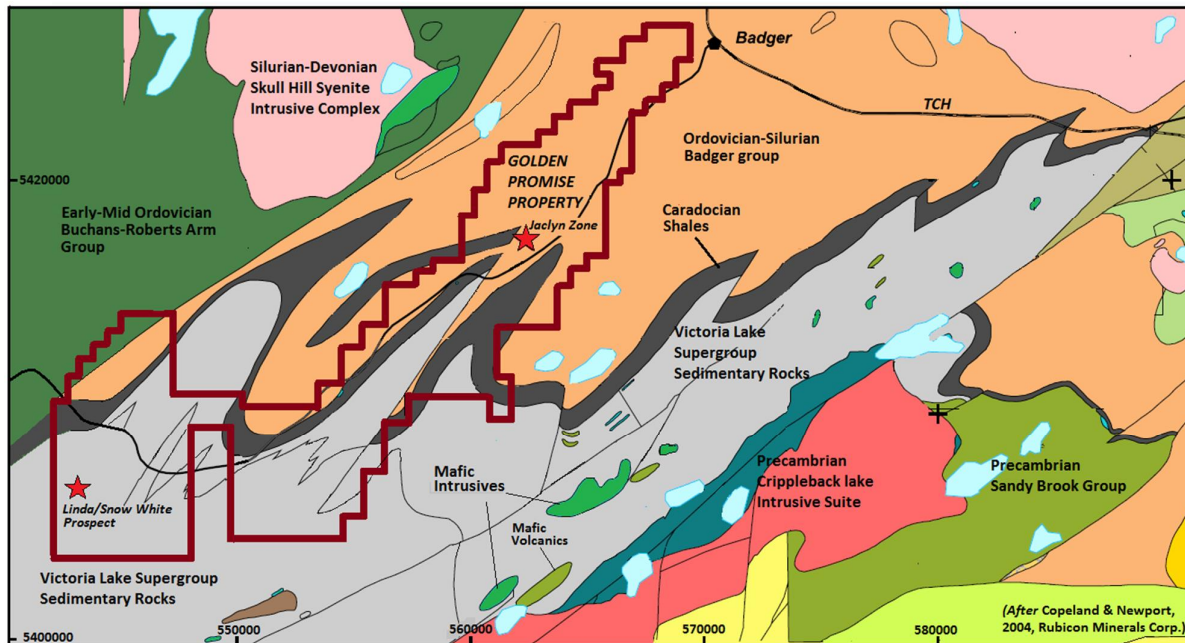 Badger
TCH
Silurian-Devonian
Skull Hill Syenite
Intrusive Complex
Ordovician-Silurian
Badger group
GOLDEN
PROMISE
PROPERTY
Jaclyn Zone
5420000
Early-Mid Ordovician
Buchans-Roberts Arm
Group
Caradocian
Shales
Victoria Lake
Supergroup
Sedimentary Rocks
Linda/Snow White
Prospect
Mafic
Intrusives
Mafic
Volcanics
Precambrian
Crippleback lake
Intrusive Suite
Precambrian
Sandy Brook Group
Victoria Lake Supergroup
Sedimentary Rocks
(After Copeland & Newport,
2004, Rubicon Minerals Corp.)
5400000
550000
560000
570000
580000